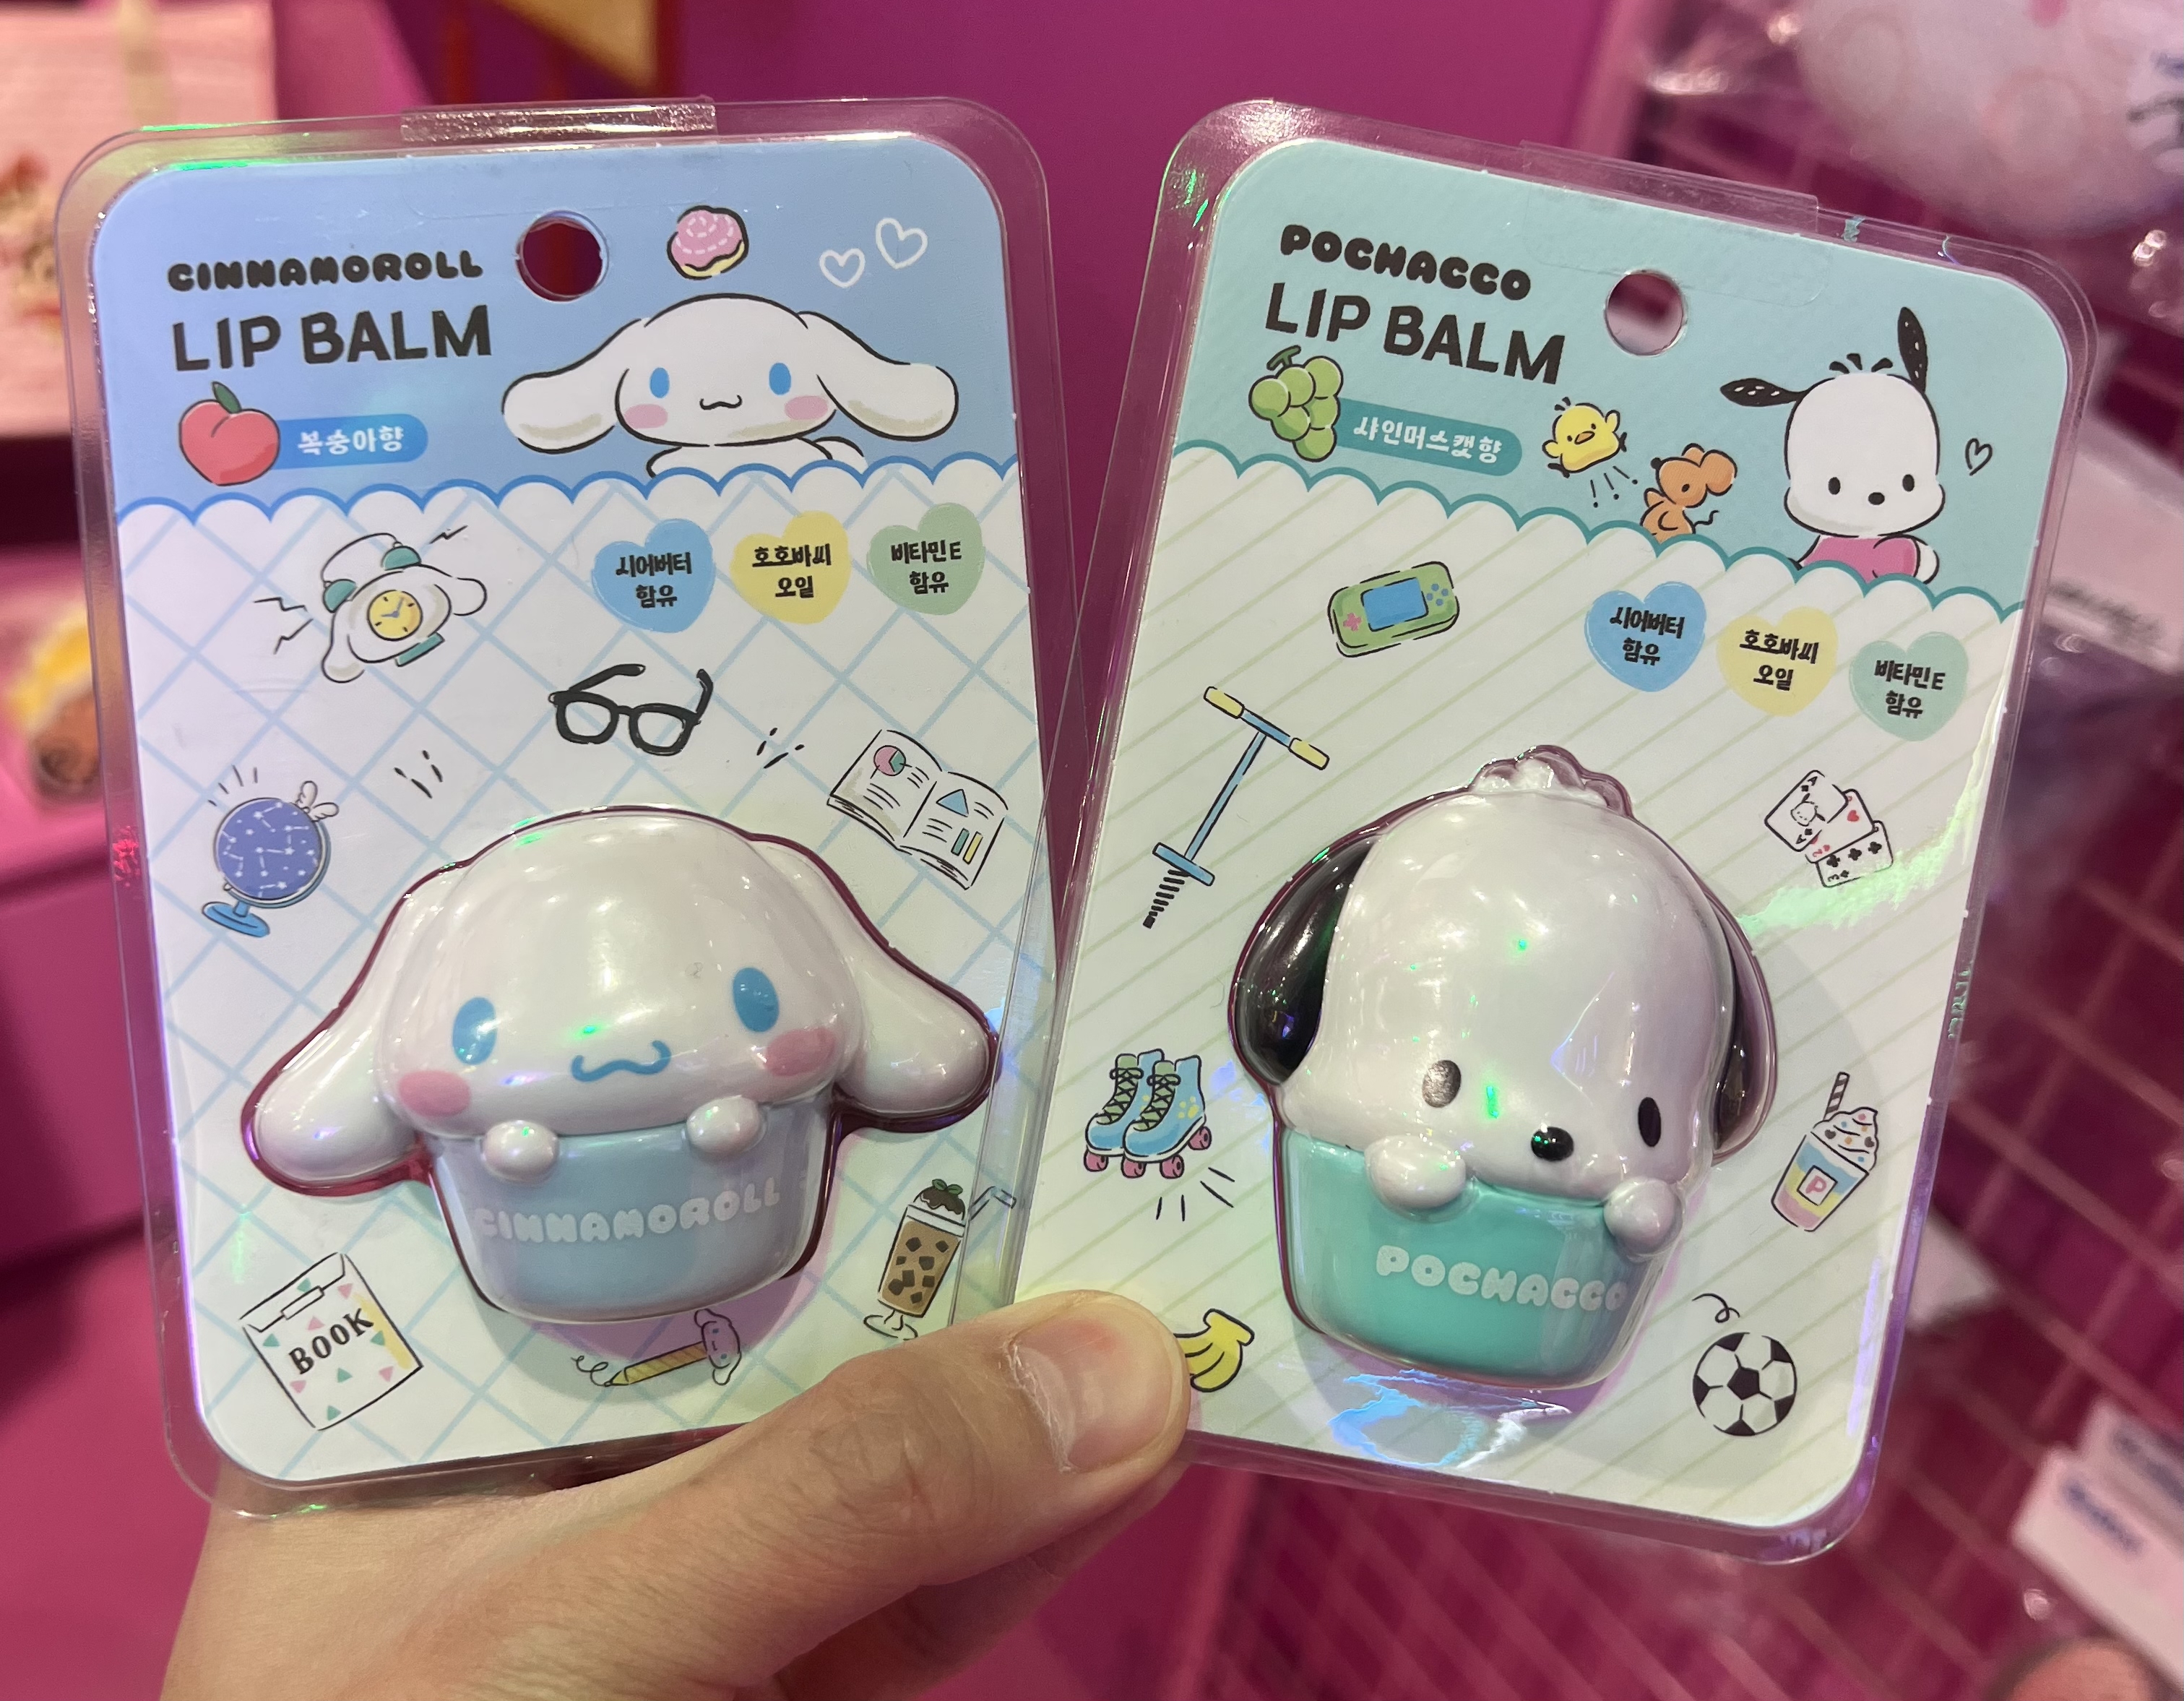 CINNAMOROLL
LIP BALM
복숭아향
시어버터
함유
호호바씨
오일
비타민E
함유
CINNAMOROLL
BOOK
POCHACCO
LIP BALM
샤인머스캣향
시어버터
함유
호호바씨
오일
비타민E
함유
A
P
POCHACCO